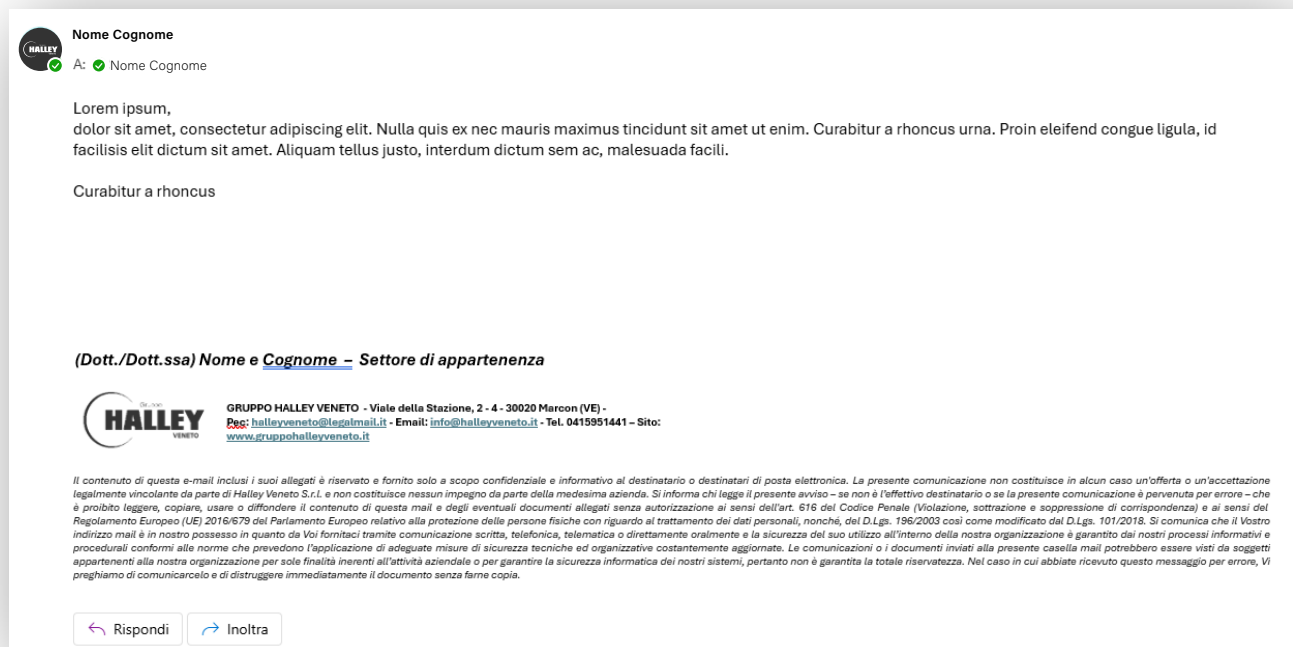 HALLEY
Nome Cognome
A: Nome Cognome
Lorem ipsum,
dolor sit amet, consectetur adipiscing elit. Nulla quis ex nec mauris maximus tincidunt sit amet ut enim. Curabitur a rhoncus urna. Proin eleifend congue ligula, id
facilisis elit dictum sit amet. Aliquam tellus justo, interdum dictum sem ac, malesuada facili.
Curabitur a rhoncus
(Dott./Dott.ssa) Nome e Cognome – Settore di appartenenza
HALLEY
VENETO
GRUPPO HALLEY VENETO - Viale della Stazione, 2 - 4 - 30020 Marcon (VE) -
Pec: halleyveneto@legalmail.it - Email: info@halleyveneto.it - Tel. 0415951441 – Sito:
www.gruppohalleyveneto.it
Il contenuto di questa e-mail inclusi i suoi allegati è riservato e fornito solo a scopo confidenziale e informativo al destinatario o destinatari di posta elettronica. La presente comunicazione non costituisce in alcun caso un'offerta o un'accettazione
legalmente vincolante da parte di Halley Veneto S.r.l. e non costituisce nessun impegno da parte della medesima azienda. Si informa chi legge il presente avviso – se non è l'effettivo destinatario o se la presente comunicazione è pervenuta per errore – che
è proibito leggere, copiare, usare o diffondere il contenuto di questa mail e degli eventuali documenti allegati senza autorizzazione ai sensi dell'art. 616 del Codice Penale (Violazione, sottrazione e soppressione di corrispondenza) e ai sensi del
Regolamento Europeo (UE) 2016/679 del Parlamento Europeo relativo alla protezione delle persone fisiche con riguardo al trattamento dei dati personali, nonché, del D.Lgs. 196/2003 così come modificato dal D.Lgs. 101/2018. Si comunica che il Vostro
indirizzo mail è in nostro possesso in quanto da Voi fornitaci tramite comunicazione scritta, telefonica, telematica o direttamente oralmente e la sicurezza del suo utilizzo all'interno della nostra organizzazione è garantito dai nostri processi informativi e
procedurali conformi alle norme che prevedono l'applicazione di adeguate misure di sicurezza tecniche ed organizzative costantemente aggiornate. Le comunicazioni o i documenti inviati alla presente casella mail potrebbero essere visti da soggetti
appartenenti alla nostra organizzazione per sole finalità inerenti all'attività aziendale o per garantire la sicurezza informatica dei nostri sistemi, pertanto non è garantita la totale riservatezza. Nel caso in cui abbiate ricevuto questo messaggio per errore, Vi
preghiamo di comunicarcelo e di distruggere immediatamente il documento senza farne copia.
Rispondi
Inoltra